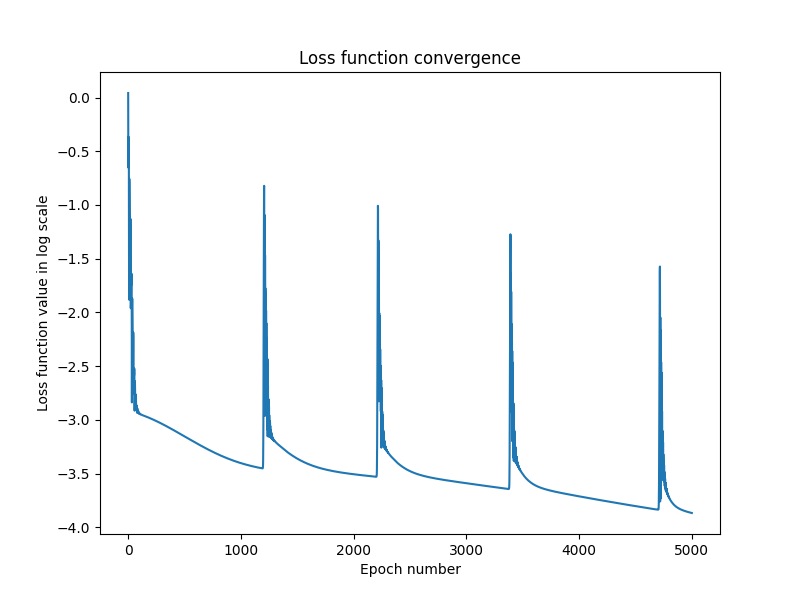 Loss function convergence
Loss function value in log scale
0.0
−0.5
−1.0
−1.5
−2.0
−2.5
−3.0
−3.5
−4.0
0 1000 2000 3000 4000 5000
Epoch number